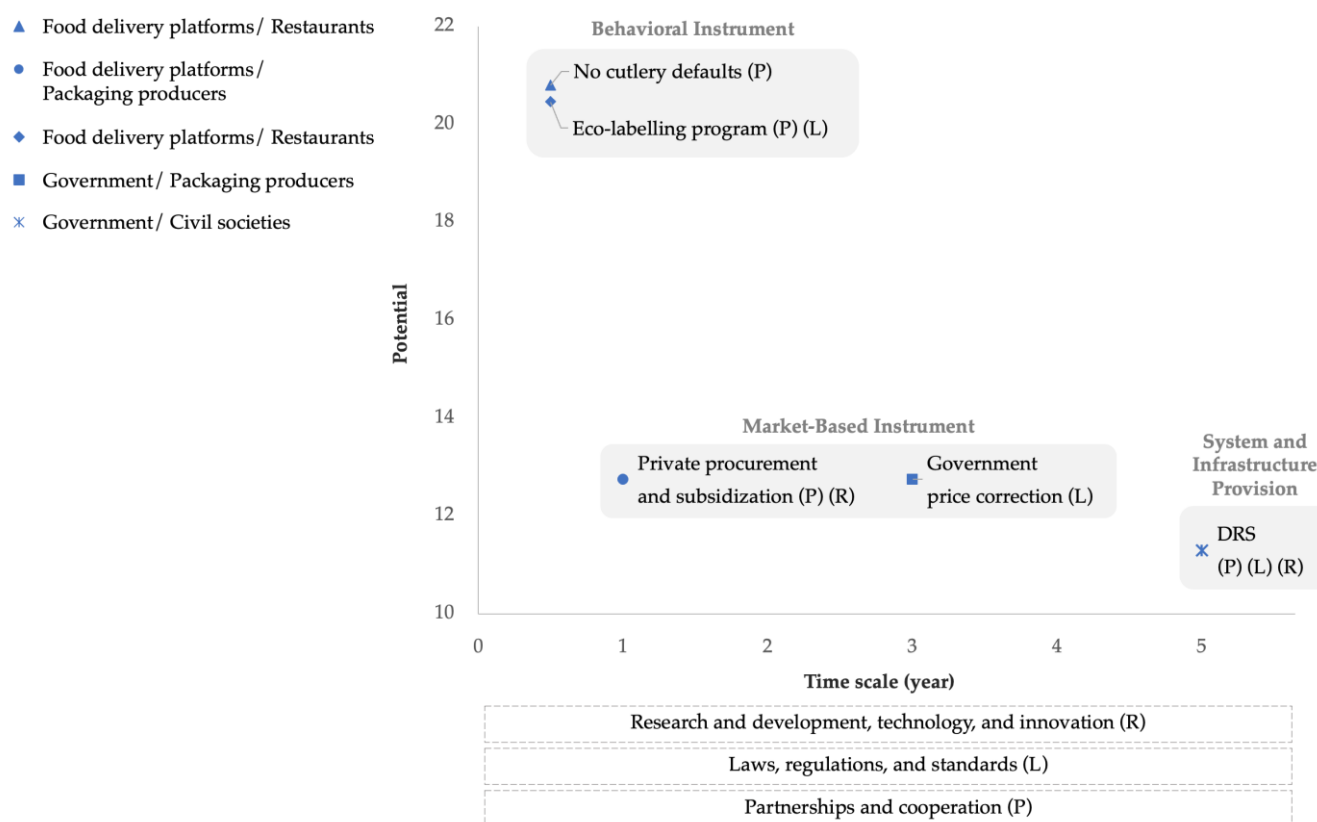 Food delivery platforms/ Restaurants
Food delivery platforms/
Packaging producers
Food delivery platforms/ Restaurants
Government/ Packaging producers
Government/ Civil societies
Potential
22
20
18
16
14
12
10
Behavioral Instrument
No cutlery defaults (P)
Eco-labelling program (P) (L)
Market-Based Instrument
Private procurement
and subsidization (P) (R)
Government
price correction (L)
System and
Infrastructure
Provision
DRS
(P) (L) (R)
0 1 2 3 4 5
Time scale (year)
Research and development, technology, and innovation (R)
Laws, regulations, and standards (L)
Partnerships and cooperation (P)